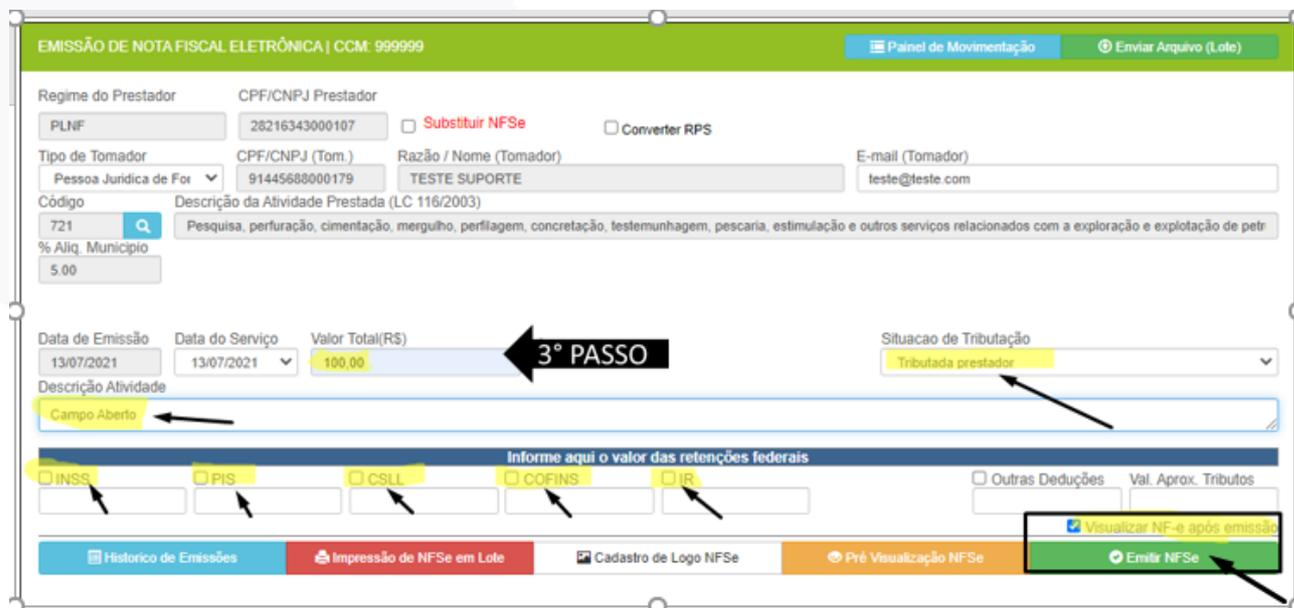 EMISSÃO DE NOTA FISCAL ELETRÔNICA | CCM: 999999 Painel de Movimentação Enviar Arquivo (Lote)
Regime do Prestador CPF/CNPJ Prestador
PLNF 28216343000107 Substituir NFSe Converter RPS
Tipo de Tomador CPF/CNPJ (Tom.) Razão / Nome (Tomador) E-mail (Tomador)
Pessoa Juridica de For 91445688000179 TESTE SUPORTE teste@teste.com
Código Descrição da Atividade Prestada (LC 116/2003)
721 Pesquisa, perfuração, cimentação, mergulho, perfilagem, concretação, testemunhagem, pescaria, estimulação e outros serviços relacionados com a exploração e explotação de petr
% Aliq. Municipio
5.00
Data de Emissão Data do Serviço Valor Total(R$) Situacao de Tributação
13/07/2021 13/07/2021 100,00 3° PASSO Tributada prestador
Descrição Atividade
Campo Aberto
Informe aqui o valor das retenções federais
INSS PIS CSLL COFINS IR Outras Deduções Val. Aprox. Tributos
Visualizar NF-e após emissão
Historico de Emissões Impressão de NFSe em Lote Cadastro de Logo NFSe Pré Visualização NFSe Emitir NFSe